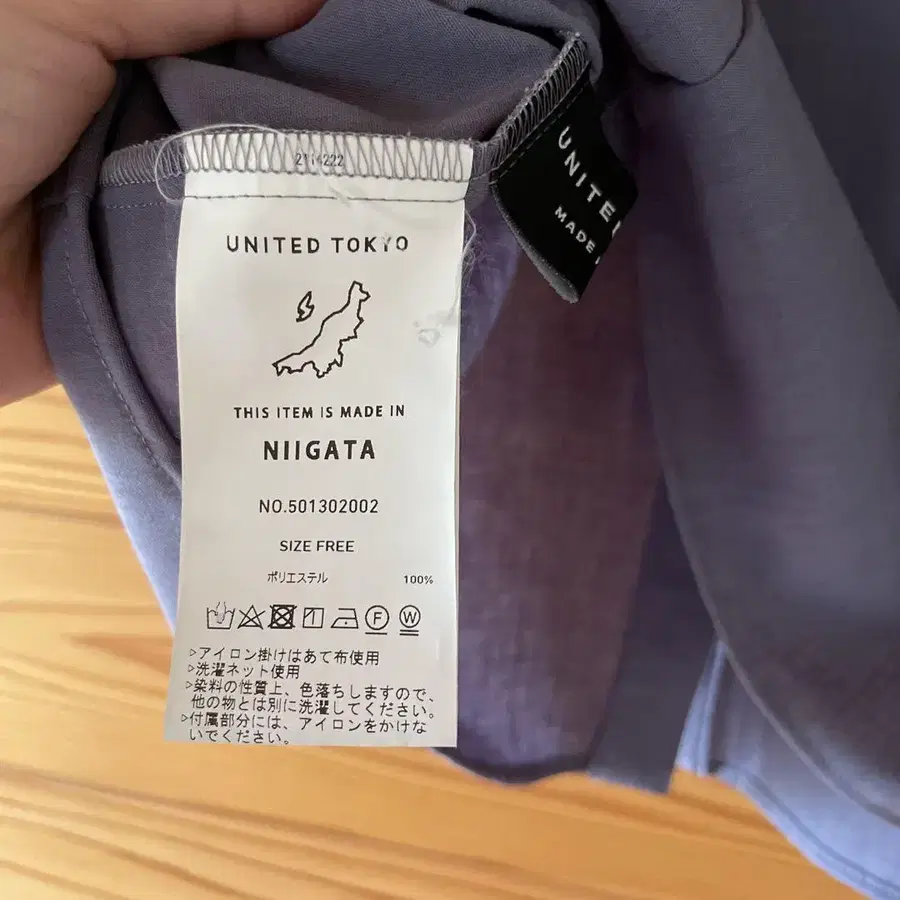 2114222
UNITED TOKYO
THIS ITEM IS MADE IN
NIIGATA
NO.501302002
SIZE FREE
ポリエステル 100%
F W
▷アイロン掛けはあて布使用
▷洗濯ネット使用
▷染料の性質上、色落ちしますので、
他の物とは別に洗濯してください。
▷付属部分には、アイロンをかけな
いでください。
UNITE
MADE